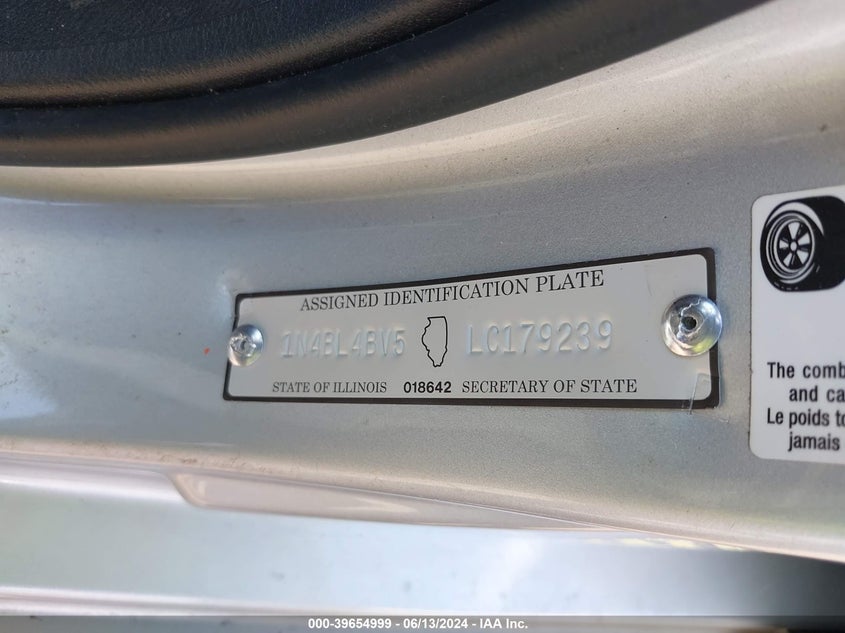 ASSIGNED IDENTIFICATION PLATE
1N4BL4BV5 LC179239
STATE OF ILLINOIS 018642 SECRETARY OF STATE
The comb
and ca
Le poids to
jamais
000-39654999 - 06/13/2024 - IAA Inc.